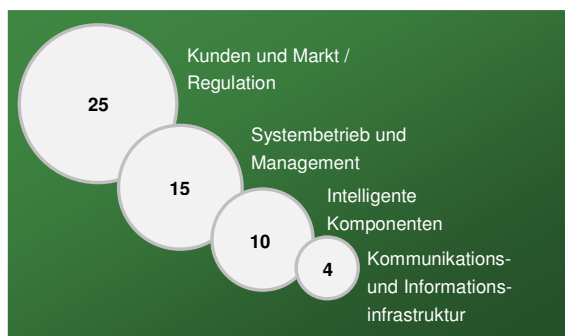 Kunden und Markt /
Regulation
25
Systembetrieb und
Management
15
Intelligente
Komponenten
10
4
Kommunikations-
und Informations-
infrastruktur